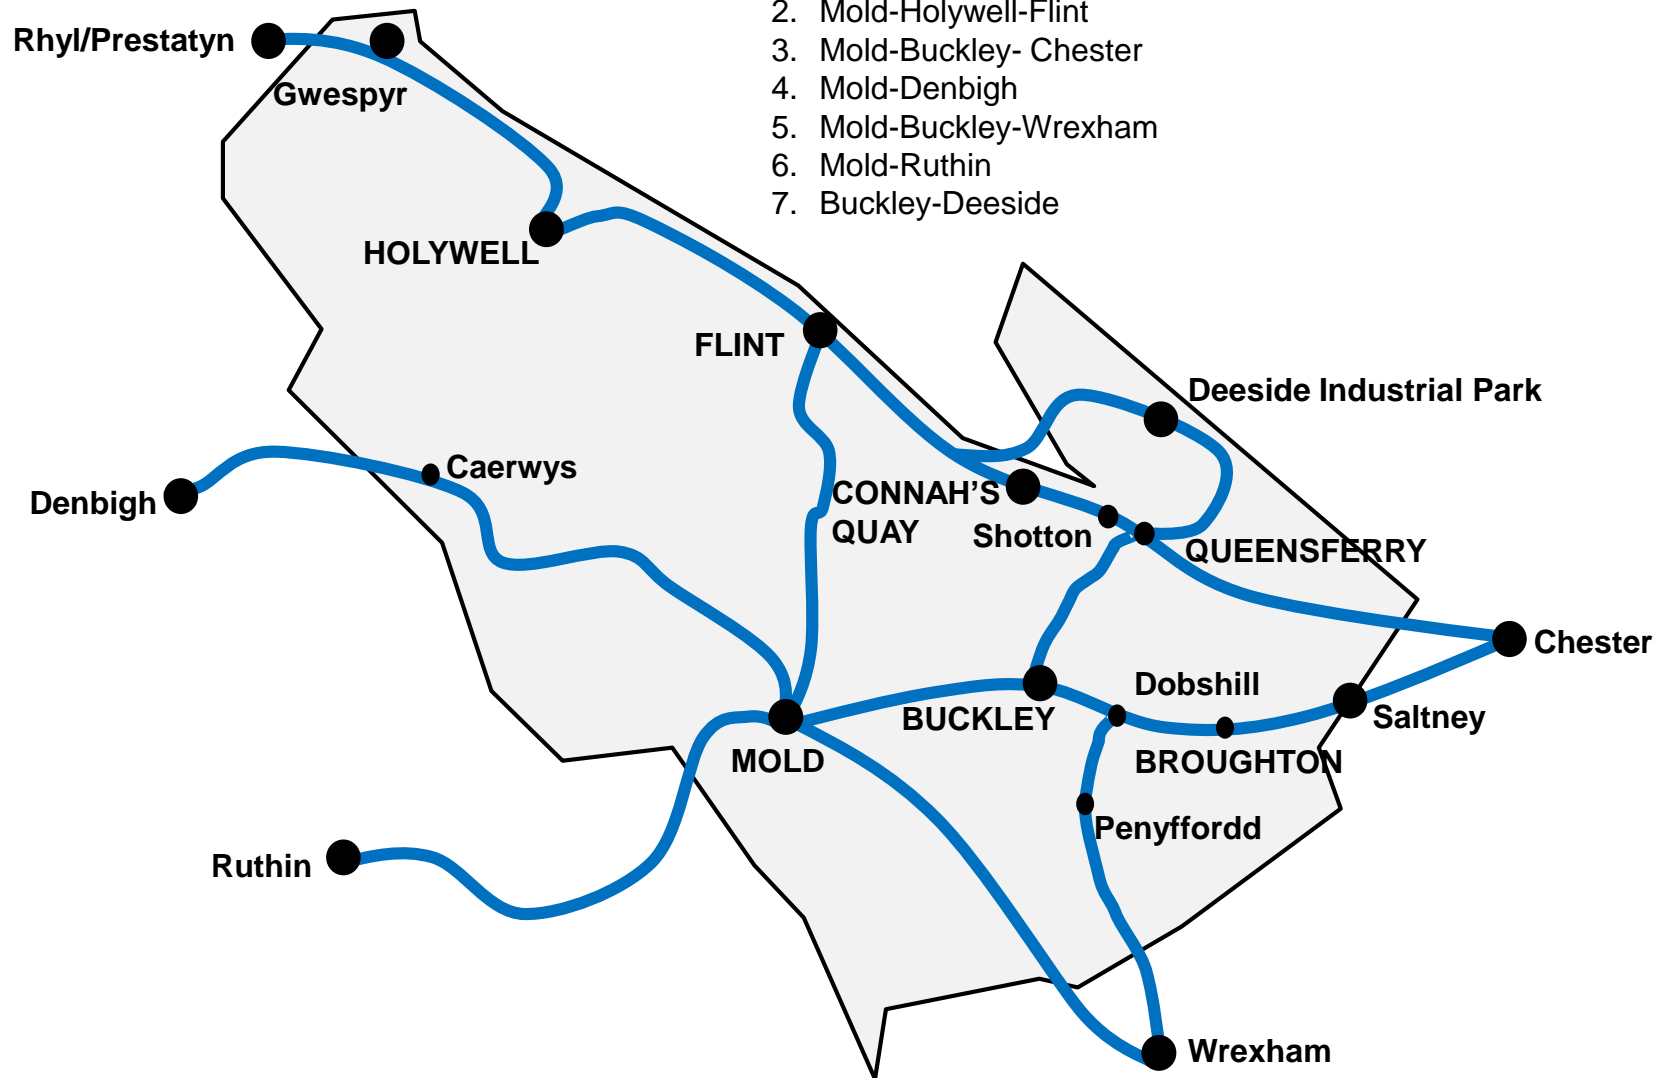 2. Mold-Holywell-Flint
3. Mold-Buckley- Chester
4. Mold-Denbigh
5. Mold-Buckley-Wrexham
6. Mold-Ruthin
7. Buckley-Deeside
Rhyl/Prestatyn
Gwespyr
HOLYWELL
FLINT
Deeside Industrial Park
Caerwys
Denbigh
CONNAH’S
QUAY
Shotton
QUEENSFERRY
Chester
Dobshill
BUCKLEY
Saltney
MOLD
BROUGHTON
Penyffordd
Ruthin
Wrexham